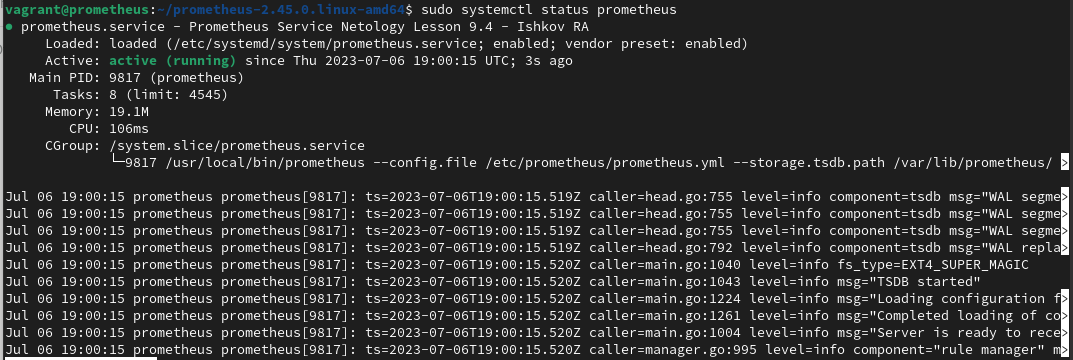 vagrant@prometheus:~/prometheus-2.45.0.linux-amd64$ sudo systemctl status prometheus
● prometheus.service - Prometheus Service Netology Lesson 9.4 - Ishkov RA
Loaded: loaded (/etc/systemd/system/prometheus.service; enabled; vendor preset: enabled)
Active: active (running) since Thu 2023-07-06 19:00:15 UTC; 3s ago
Main PID: 9817 (prometheus)
Tasks: 8 (limit: 4545)
Memory: 19.1M
CPU: 106ms
CGroup: /system.slice/prometheus.service
└─9817 /usr/local/bin/prometheus --config.file /etc/prometheus/prometheus.yml --storage.tsdb.path /var/lib/prometheus/ >
Jul 06 19:00:15 prometheus prometheus[9817]: ts=2023-07-06T19:00:15.519Z caller=head.go:755 level=info component=tsdb msg="WAL segme>
Jul 06 19:00:15 prometheus prometheus[9817]: ts=2023-07-06T19:00:15.519Z caller=head.go:755 level=info component=tsdb msg="WAL segme>
Jul 06 19:00:15 prometheus prometheus[9817]: ts=2023-07-06T19:00:15.519Z caller=head.go:755 level=info component=tsdb msg="WAL segme>
Jul 06 19:00:15 prometheus prometheus[9817]: ts=2023-07-06T19:00:15.519Z caller=head.go:792 level=info component=tsdb msg="WAL repla>
Jul 06 19:00:15 prometheus prometheus[9817]: ts=2023-07-06T19:00:15.520Z caller=main.go:1040 level=info fs_type=EXT4_SUPER_MAGIC
Jul 06 19:00:15 prometheus prometheus[9817]: ts=2023-07-06T19:00:15.520Z caller=main.go:1043 level=info msg="TSDB started"
Jul 06 19:00:15 prometheus prometheus[9817]: ts=2023-07-06T19:00:15.520Z caller=main.go:1224 level=info msg="Loading configuration f>
Jul 06 19:00:15 prometheus prometheus[9817]: ts=2023-07-06T19:00:15.520Z caller=main.go:1261 level=info msg="Completed loading of co>
Jul 06 19:00:15 prometheus prometheus[9817]: ts=2023-07-06T19:00:15.520Z caller=main.go:1004 level=info msg="Server is ready to rece>
Jul 06 19:00:15 prometheus prometheus[9817]: ts=2023-07-06T19:00:15.520Z caller=manager.go:995 level=info component="rule manager" m>